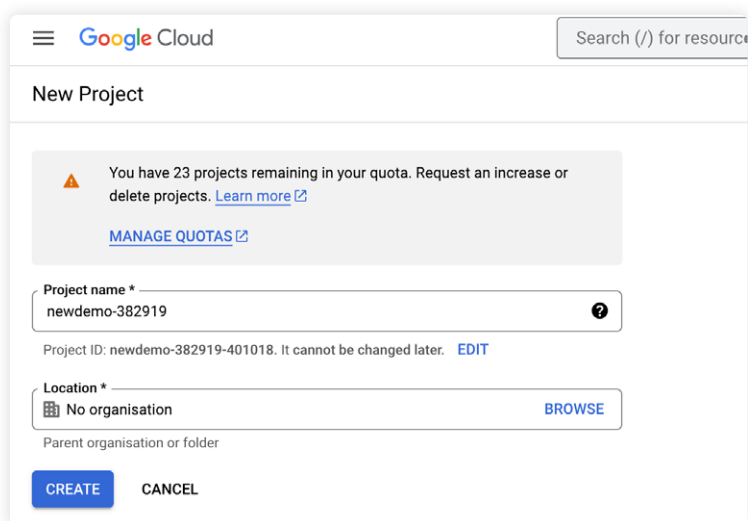 Google Cloud
Search (/) for resource
New Project
You have 23 projects remaining in your quota. Request an increase or
delete projects. Learn more
MANAGE QUOTAS
Project name *
newdemo-382919
Project ID: newdemo-382919-401018. It cannot be changed later. EDIT
Location *
No organisation BROWSE
Parent organisation or folder
CREATE CANCEL